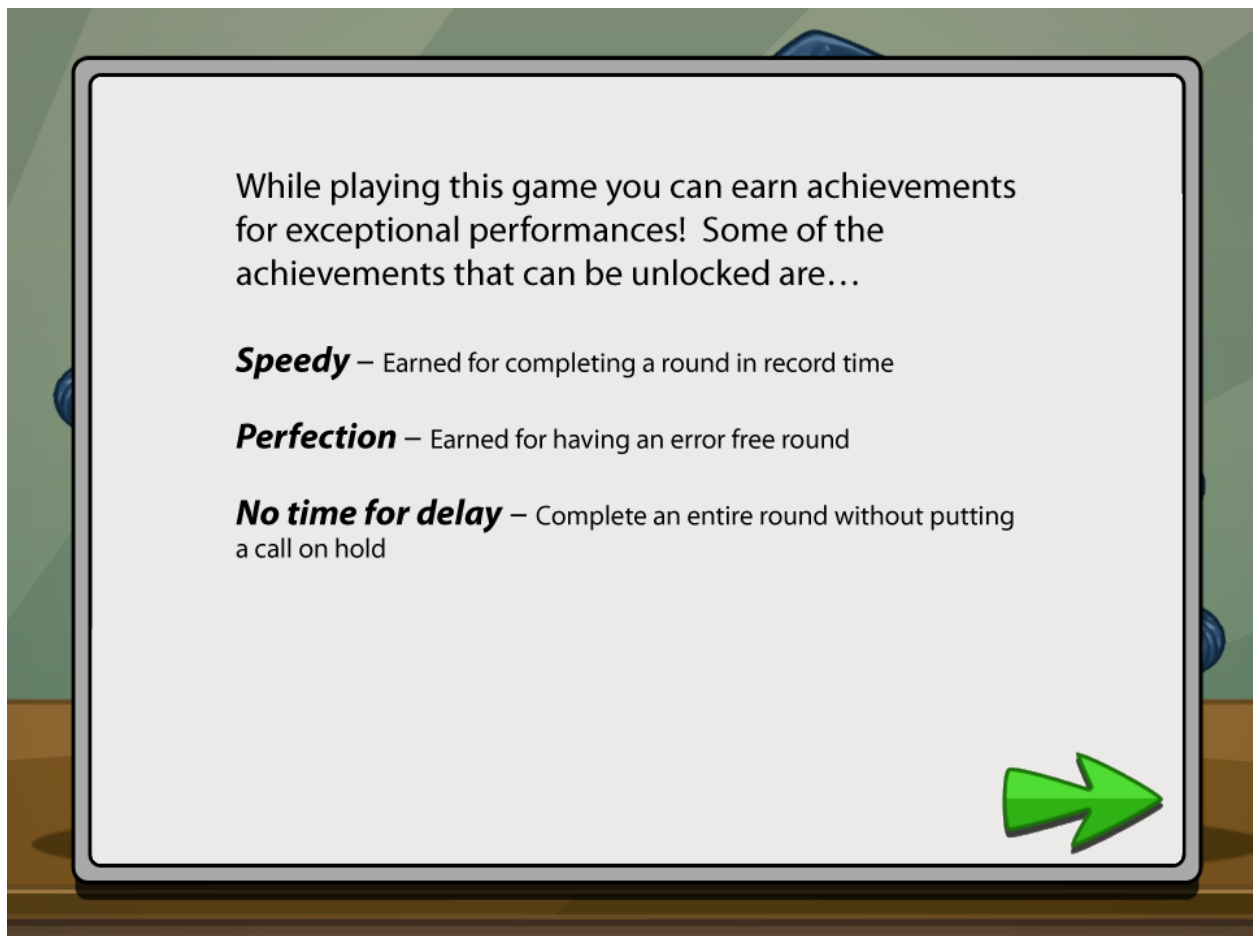 While playing this game you can earn achievements
for exceptional performances!  Some of the
achievements that can be unlocked are…
Speedy – Earned for completing a round in record time
Perfection – Earned for having an error free round
No time for delay – Complete an entire round without putting
a call on hold